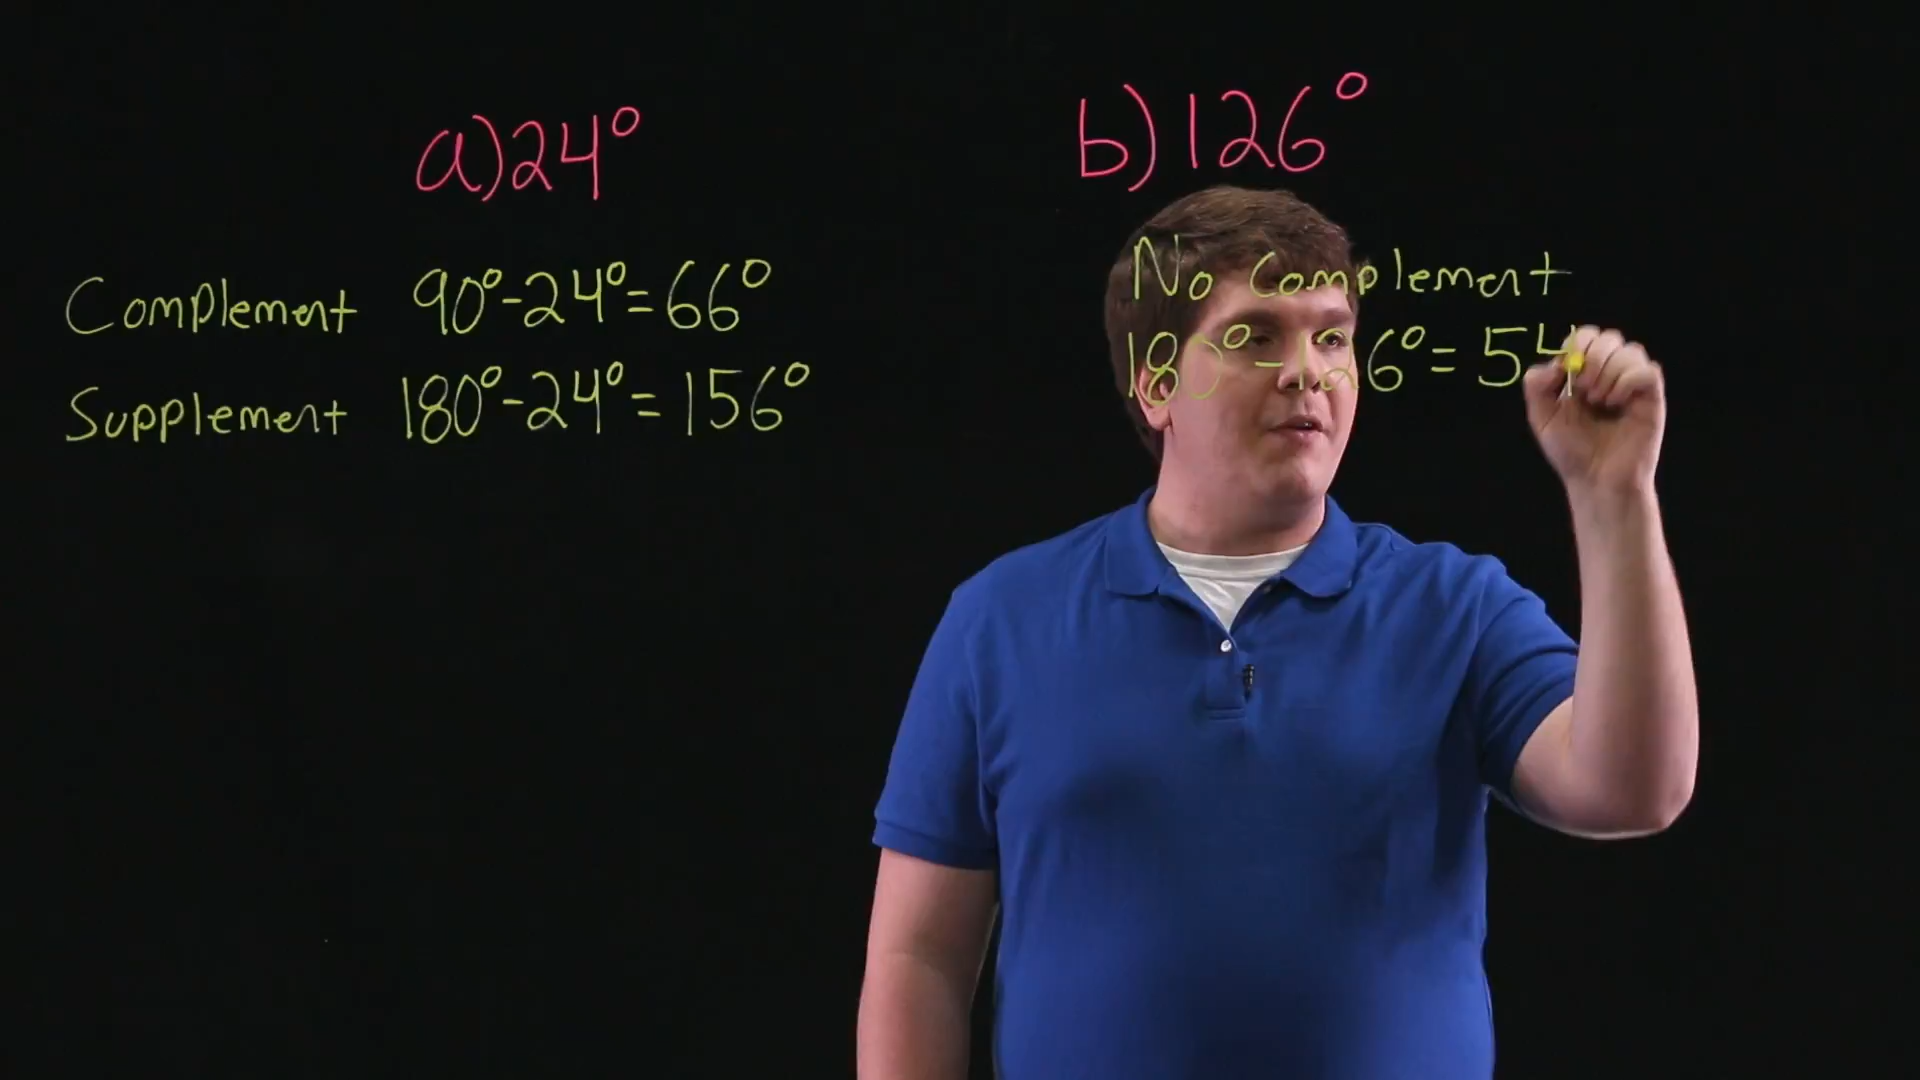 a) 24°
Complement 90° - 24° = 66°
Supplement 180° - 24° = 156°
b) 126°
No Complement
180° - 126° = 54